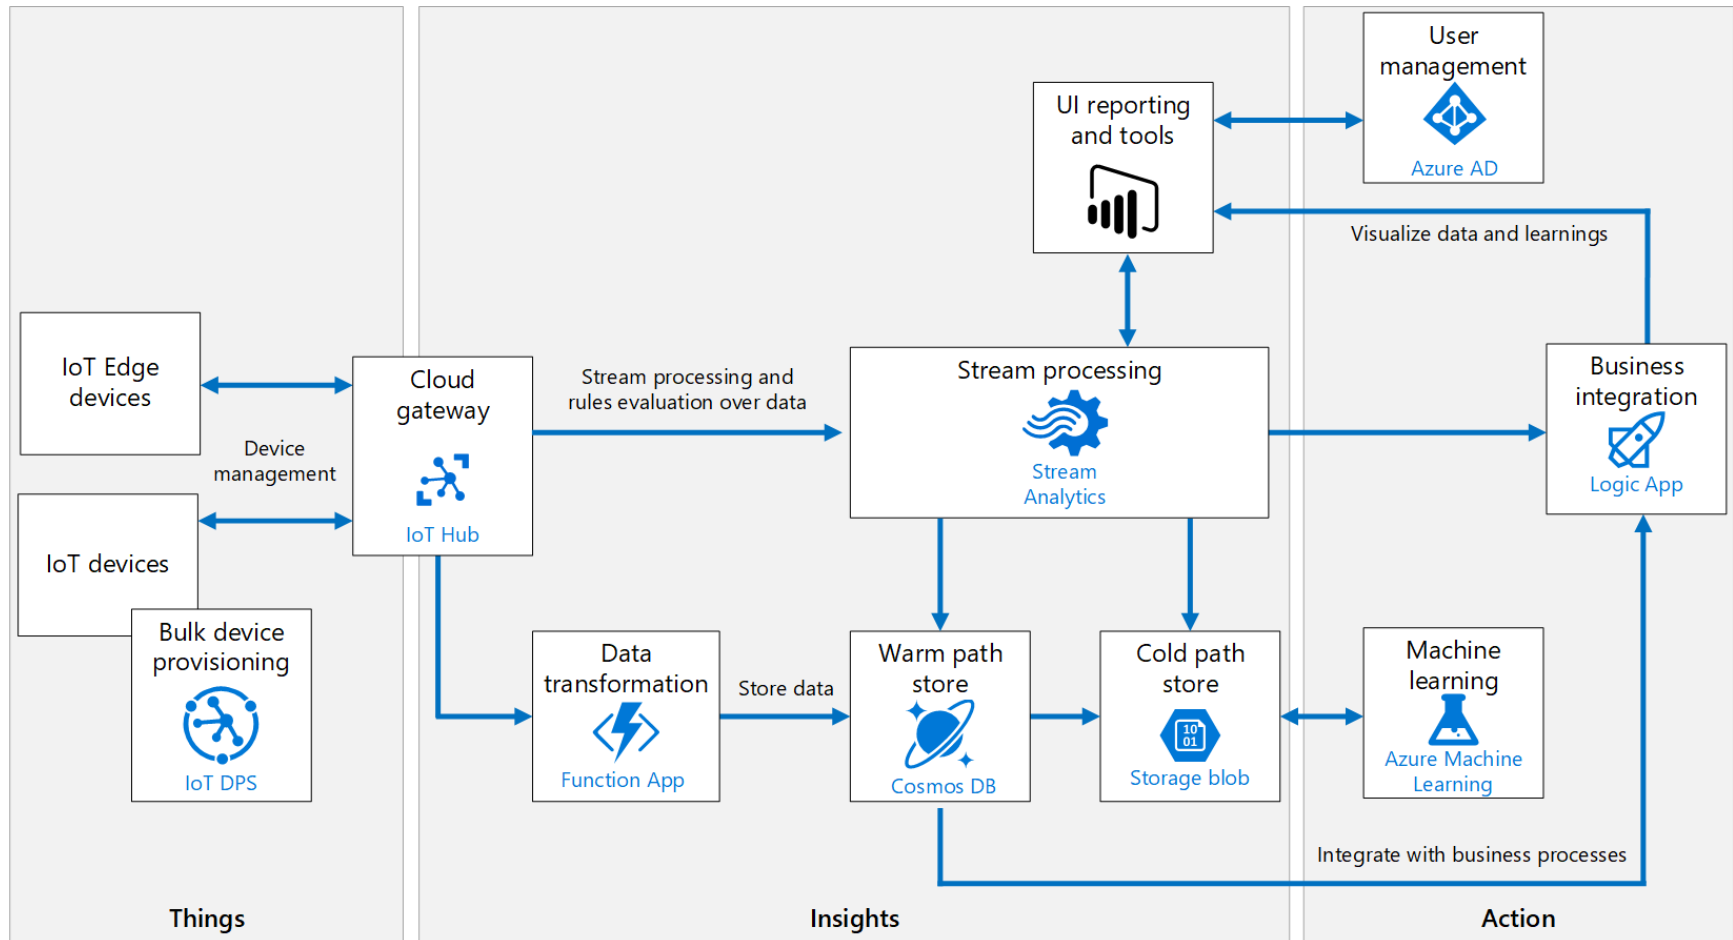 User
management
Azure AD
UI reporting
and tools
Visualize data and learnings
IoT Edge
devices
Device
management
IoT devices
Bulk device
provisioning
IoT DPS
Cloud
gateway
IoT Hub
Stream processing and
rules evaluation over data
Stream processing
Stream
Analytics
Business
integration
Logic App
Data
transformation
Function App
Store data
Warm path
store
Cosmos DB
Cold path
store
10
01
Storage blob
Machine
learning
Azure Machine
Learning
Integrate with business processes
Things
Insights
Action